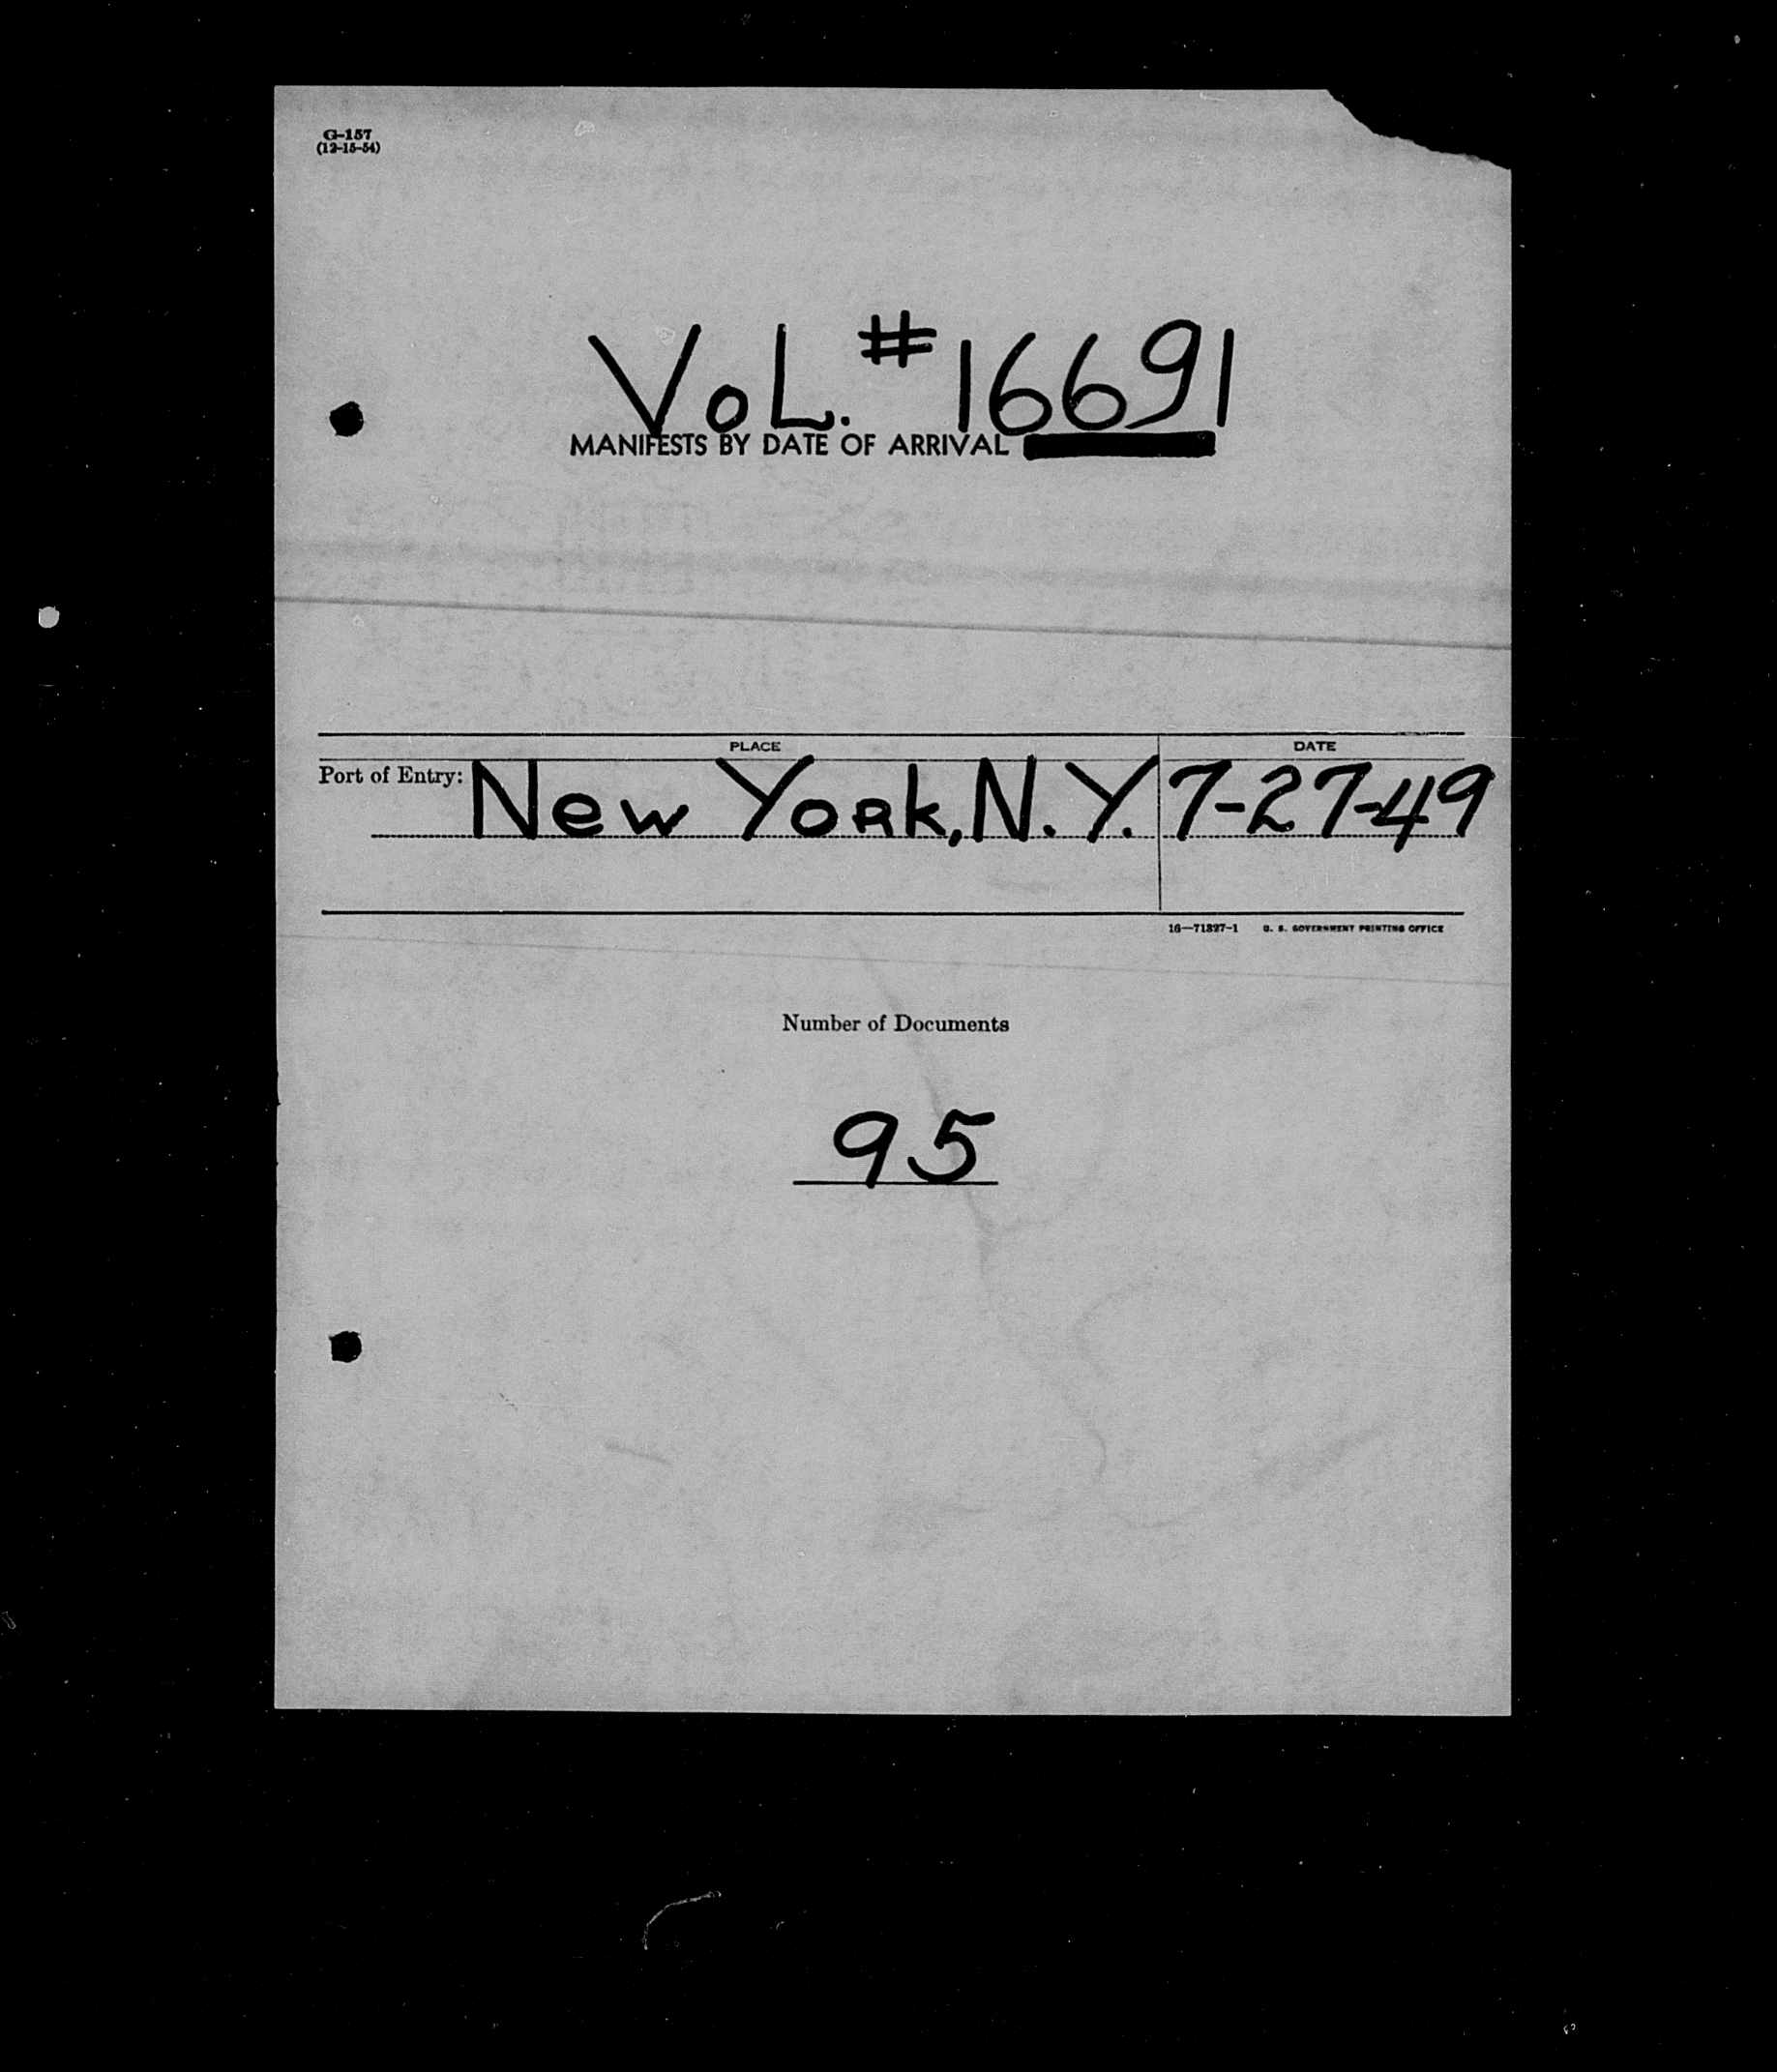 G-157
(12-15-54)
VoL. #16691
MANIFESTS BY DATE OF ARRIVAL
PLACE
DATE
Port of Entry: New York, N.Y. 7-27-49
16—71327-1 U. S. GOVERNMENT PRINTING OFFICE
Number of Documents
95